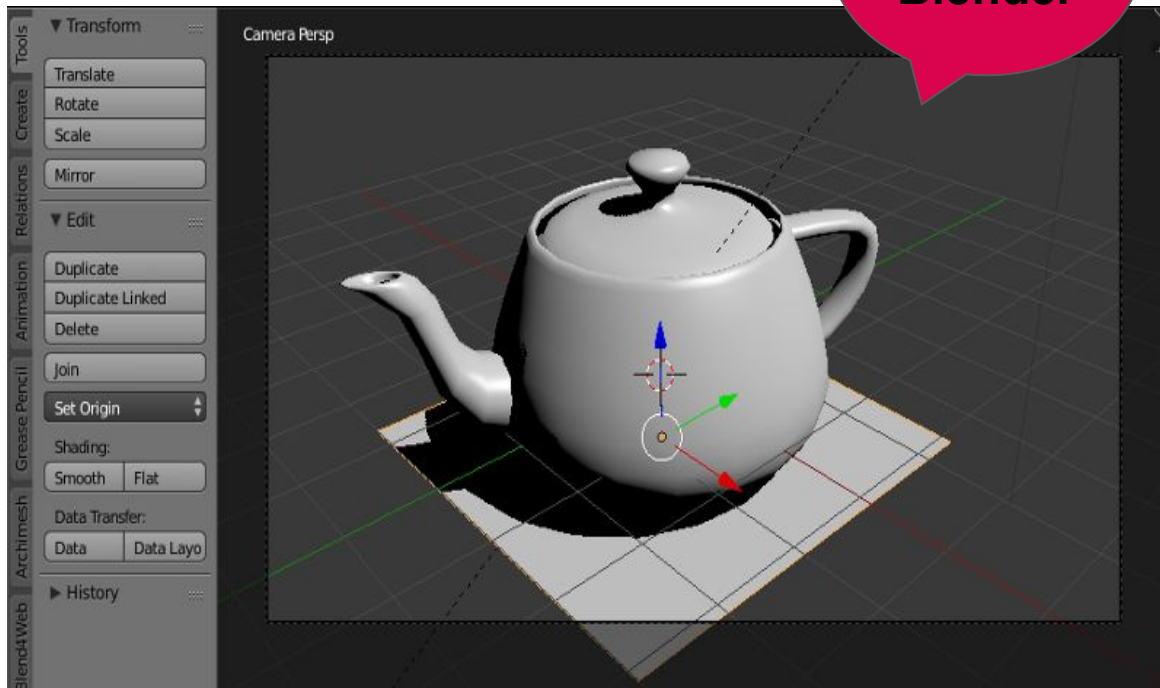 Blender
Camera Persp
Tools
Create
Relations
Animation
Grease Pencil
Archimesh
Blend4Web
▼ Transform
Translate
Rotate
Scale
Mirror
▼ Edit
Duplicate
Duplicate Linked
Delete
Join
Set Origin
Shading:
Smooth Flat
Data Transfer:
Data Data Layo
▶ History